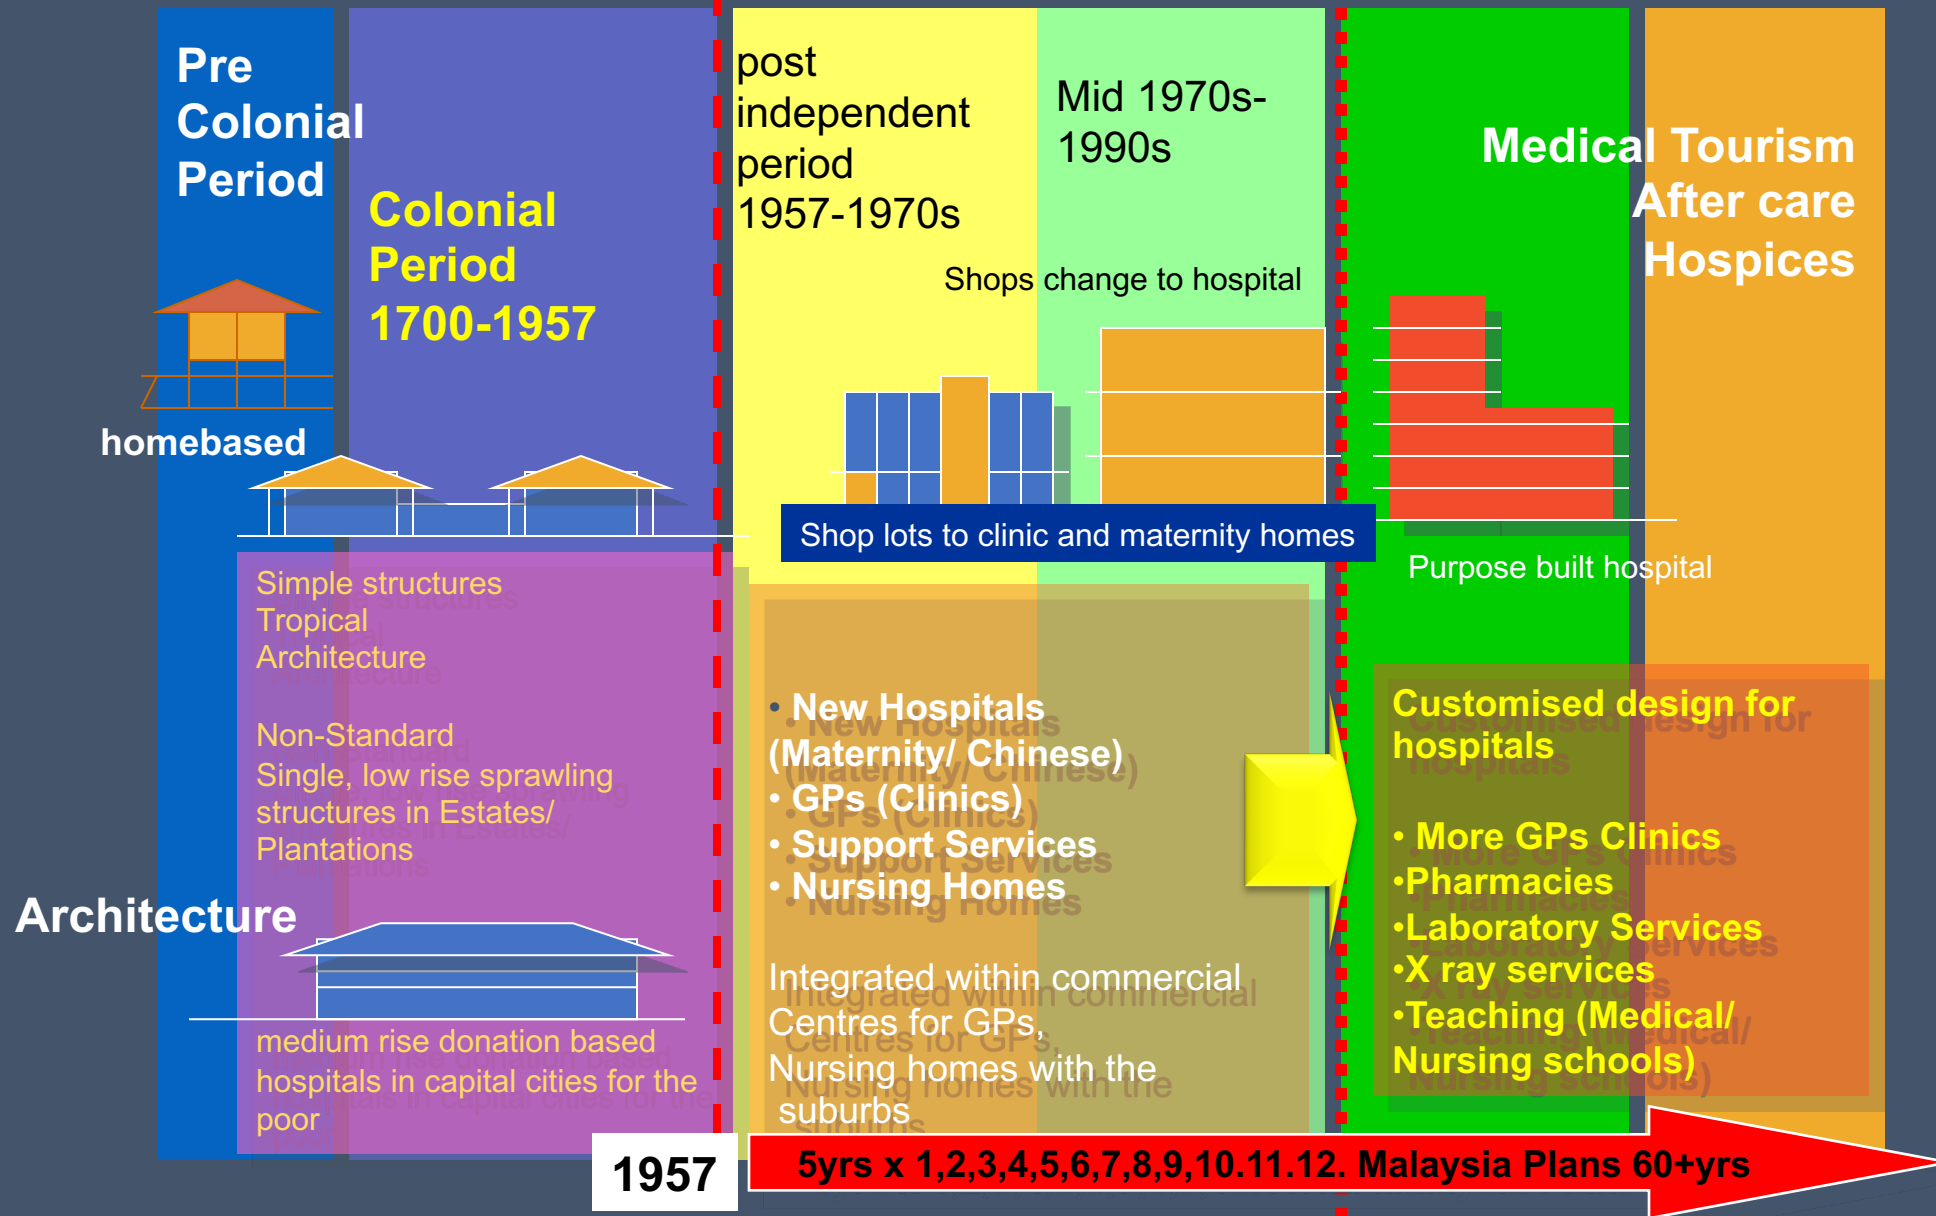 Pre
Colonial
Period
Colonial
Period
1700-1957
post
independent
period
1957-1970s
Mid 1970s-
1990s
Medical Tourism
After care
Hospices
Shops change to hospital
homebased
Shop lots to clinic and maternity homes
Purpose built hospital
Simple structures
Tropical
Architecture
Non-Standard
Single, low rise sprawling
structures in Estates/
Plantations
Architecture
medium rise donation based
hospitals in capital cities for the
poor
• New Hospitals
(Maternity/ Chinese)
• GPs (Clinics)
• Support Services
• Nursing Homes
Integrated within commercial
Centres for GPs,
Nursing homes with the
suburbs
Customised design for
hospitals
• More GPs Clinics
•Pharmacies
•Laboratory Services
•X ray services
•Teaching (Medical/
Nursing schools)
1957
5yrs x 1,2,3,4,5,6,7,8,9,10.11.12. Malaysia Plans 60+yrs